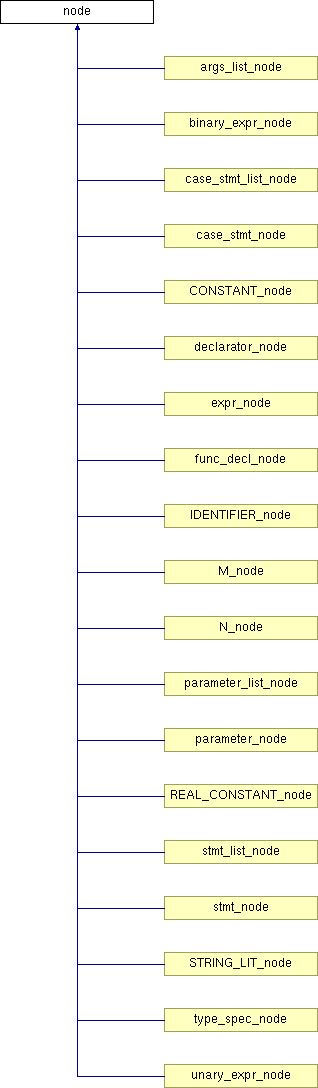 node
args_list_node
binary_expr_node
case_stmt_list_node
case_stmt_node
CONSTANT_node
declarator_node
expr_node
func_decl_node
IDENTIFIER_node
M_node
N_node
parameter_list_node
parameter_node
REAL_CONSTANT_node
stmt_list_node
stmt_node
STRING_LIT_node
type_spec_node
unary_expr_node